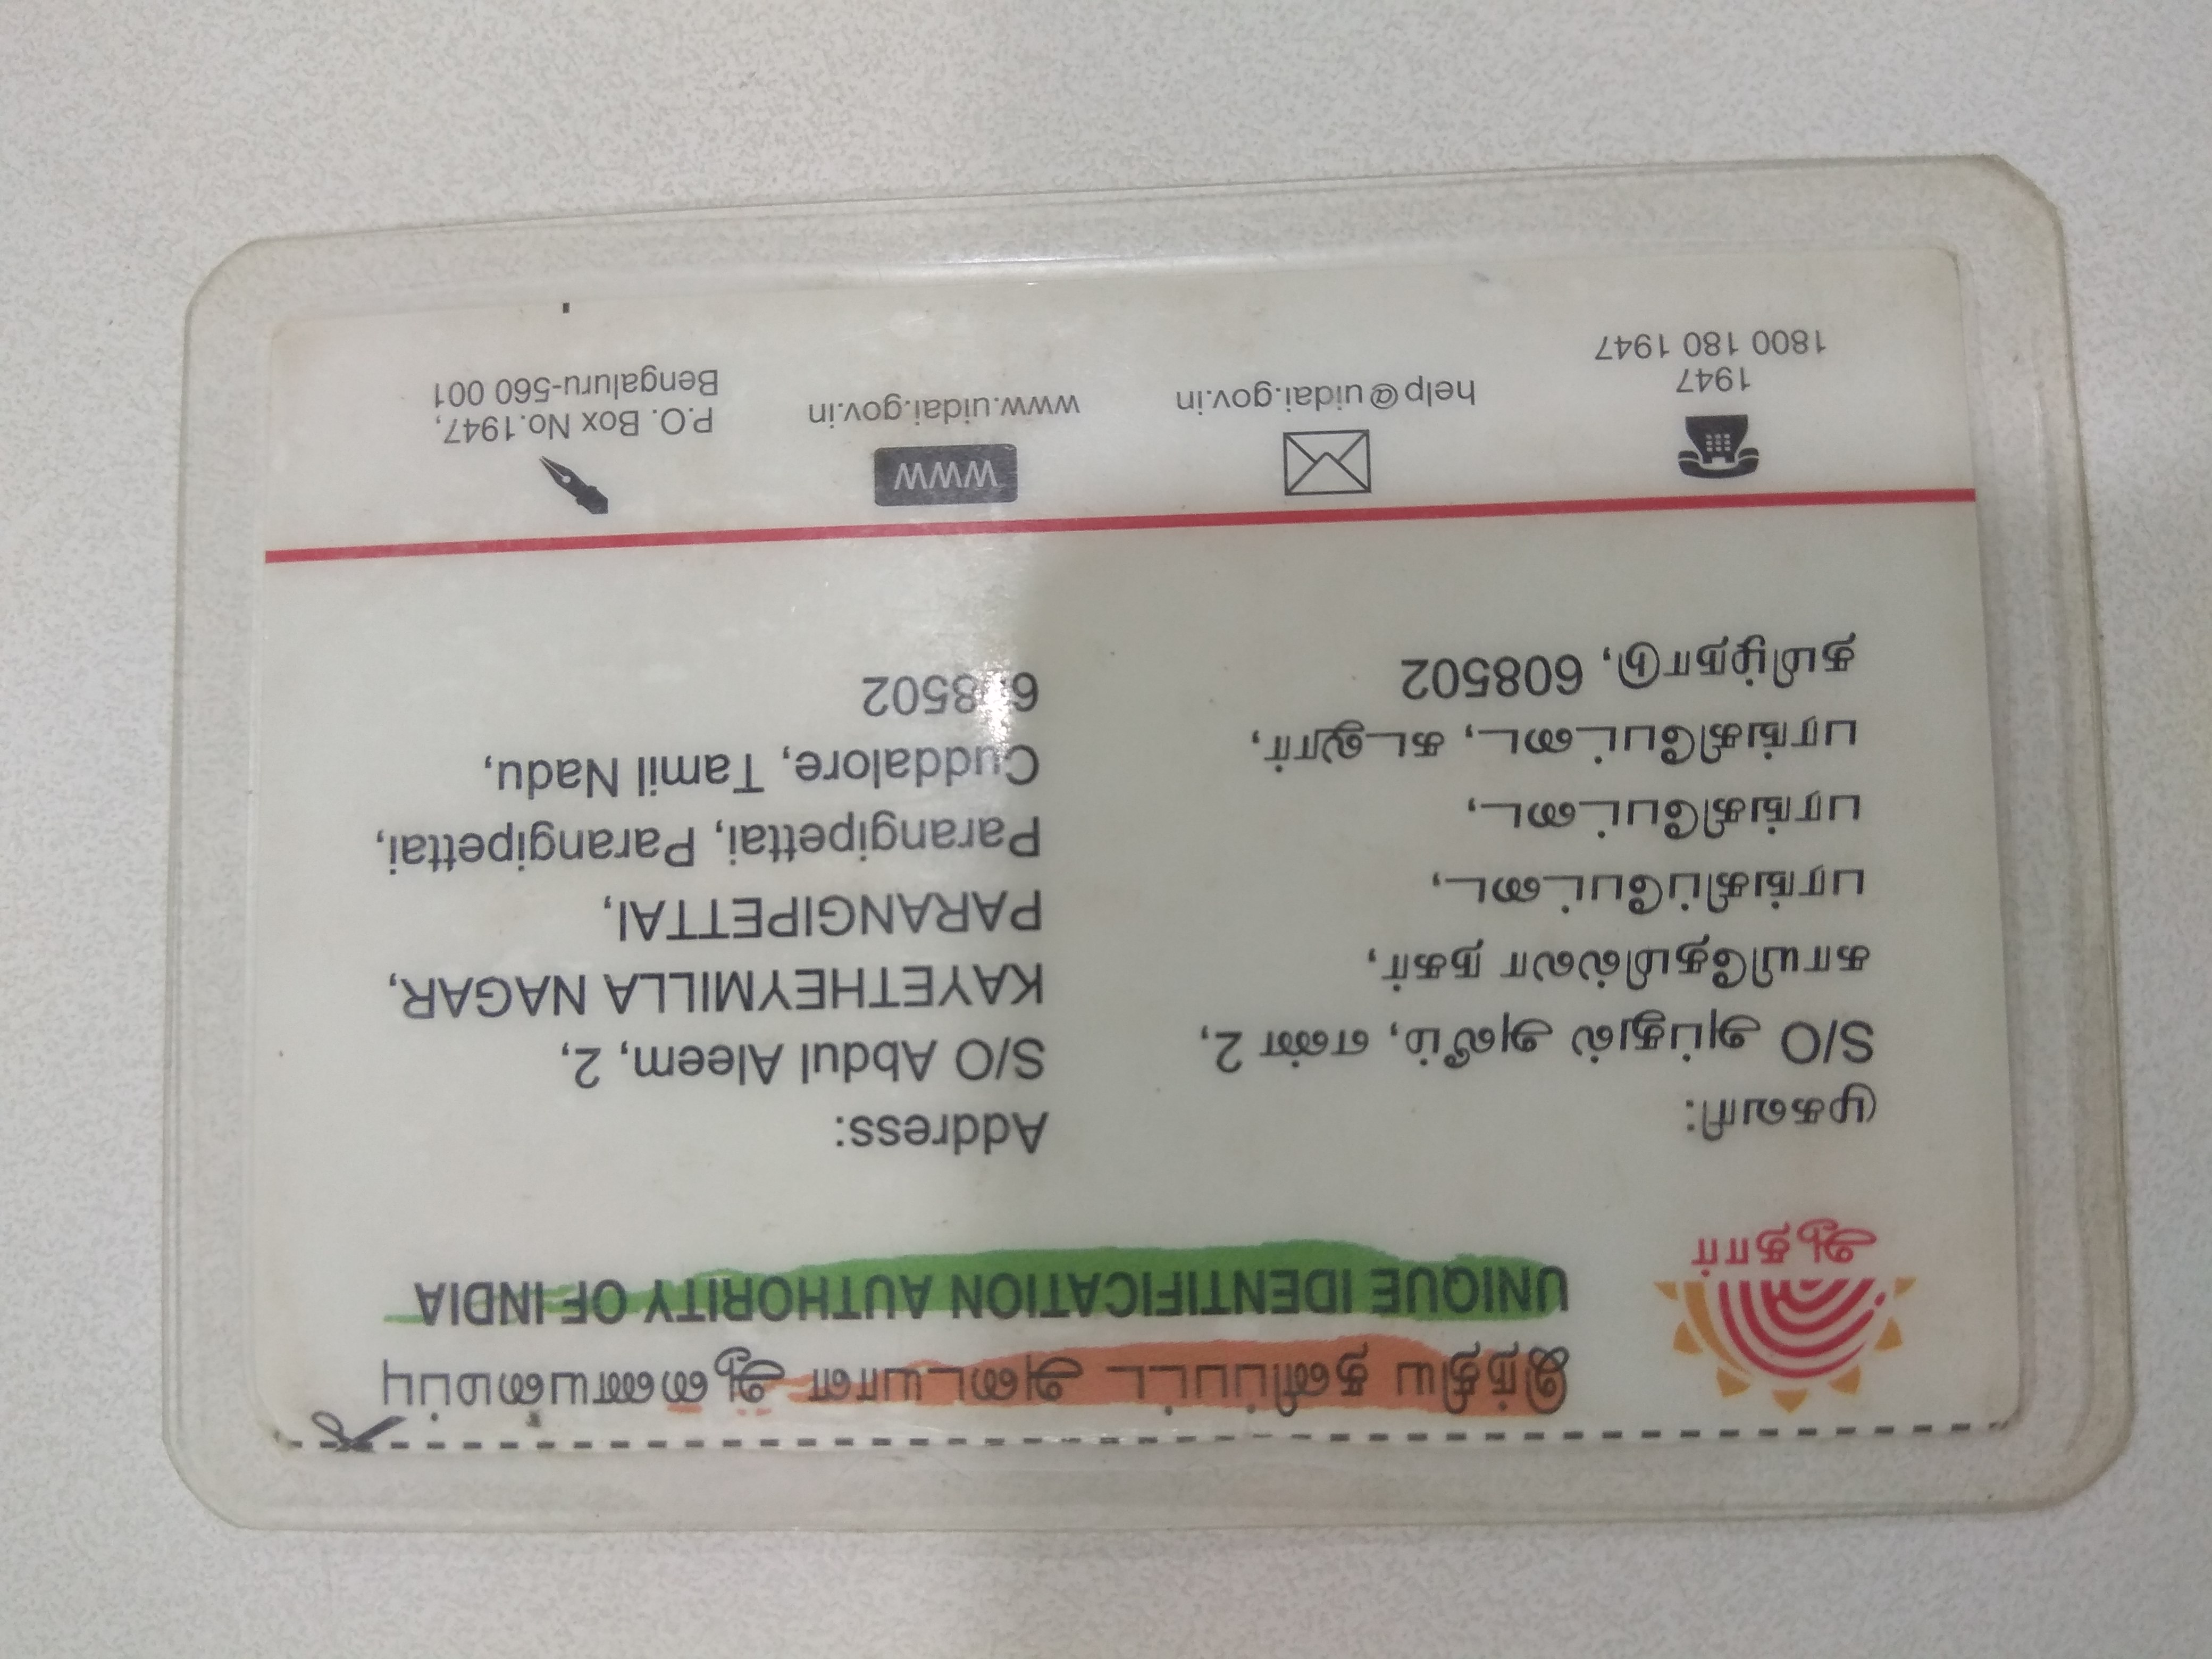 இந்திய தனிப்பட்ட அடையாள ஆணையமைப்பு
UNIQUE IDENTIFICATION AUTHORITY OF INDIA
ஆதார்
முகவரி:
S/O அப்துல் அலீம், எண் 2,
காயிதேமில்லா நகர்,
பரங்கிப்பேட்டை,
பரங்கிபேட்டை,
பரங்கிபேட்டை, கடலூர்,
தமிழ்நாடு, 608502
Address:
S/O Abdul Aleem, 2,
KAYETHEYMILLA NAGAR,
PARANGIPETTAI,
Parangipettai, Parangipettai,
Cuddalore, Tamil Nadu,
608502
1947
1800 180 1947
help@uidai.gov.in
WWW
www.uidai.gov.in
P.O. Box No.1947,
Bengaluru-560 001